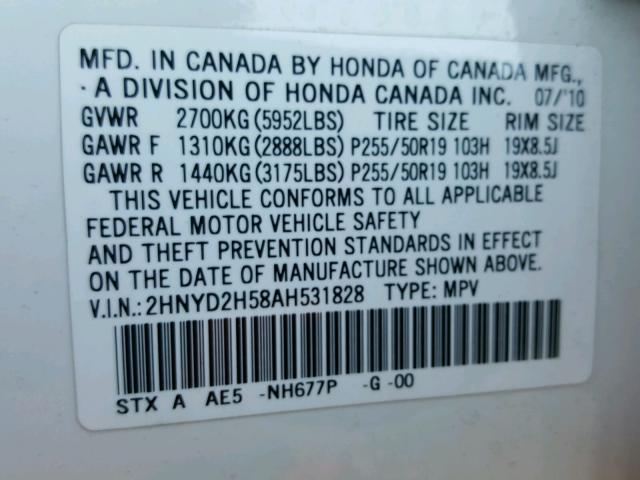 MFD. IN CANADA BY HONDA OF CANADA MFG.,
A DIVISION OF HONDA CANADA INC. 07/'10
GVWR 2700KG(5952LBS) TIRE SIZE RIM SIZE
GAWR F 1310KG(2888LBS) P255/50R19 103H 19X8.5J
GAWR R 1440KG(3175LBS) P255/50R19 103H 19X8.5J
THIS VEHICLE CONFORMS TO ALL APPLICABLE
FEDERAL MOTOR VEHICLE SAFETY
AND THEFT PREVENTION STANDARDS IN EFFECT
ON THE DATE OF MANUFACTURE SHOWN ABOVE.
V.I.N.:2HNYD2H58AH531828 TYPE: MPV
STX A AE5 -NH677P -G -00